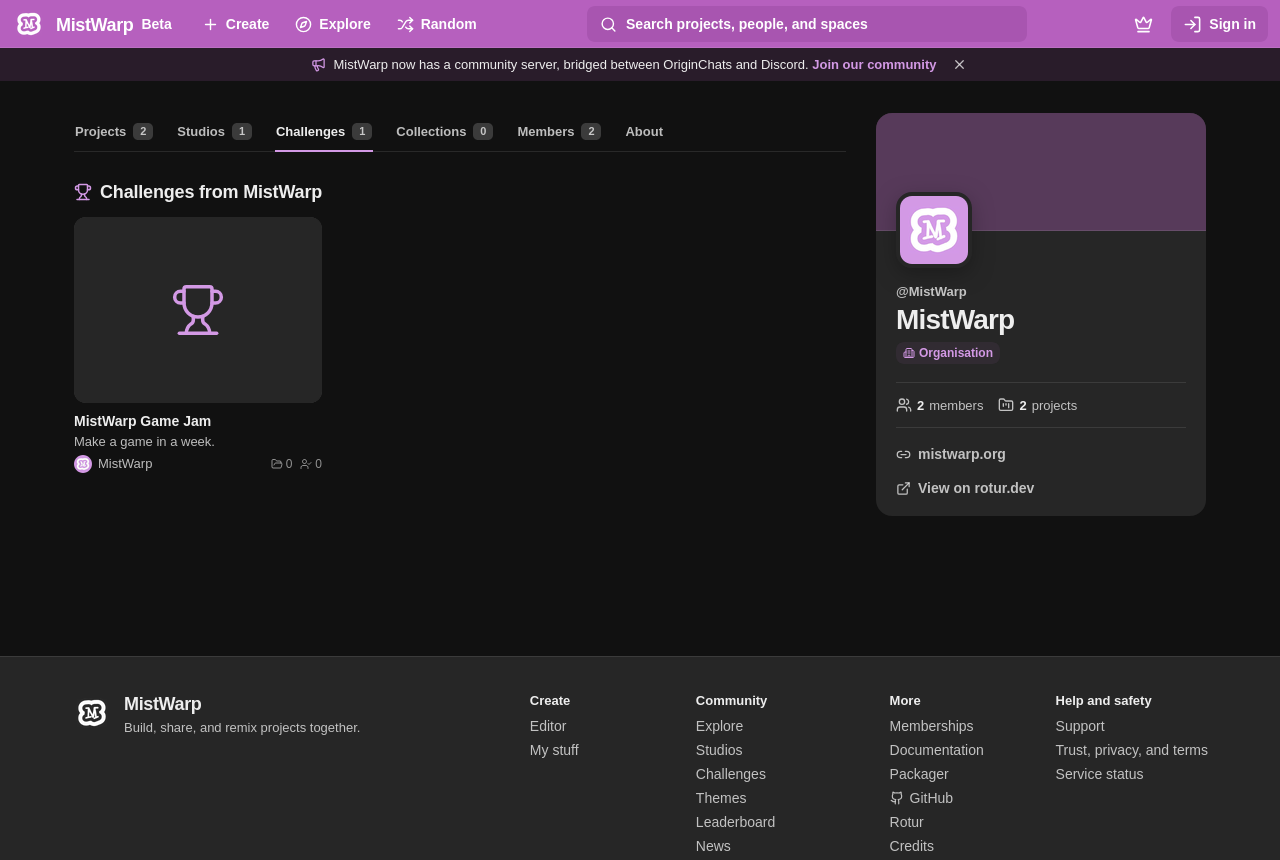 MistWarp Beta
Create
Explore
Random
Search projects, people, and spaces
Sign in
MistWarp now has a community server, bridged between OriginChats and Discord. Join our community
Projects 2
Studios 1
Challenges 1
Collections 0
Members 2
About
Challenges from MistWarp
MistWarp Game Jam
Make a game in a week.
MistWarp
0
0
M
@MistWarp
MistWarp
Organisation
2 members
2 projects
mistwarp.org
View on rotur.dev
MistWarp
Build, share, and remix projects together.
Create
Editor
My stuff
Community
Explore
Studios
Challenges
Themes
Leaderboard
News
More
Memberships
Documentation
Packager
GitHub
Rotur
Credits
Help and safety
Support
Trust, privacy, and terms
Service status